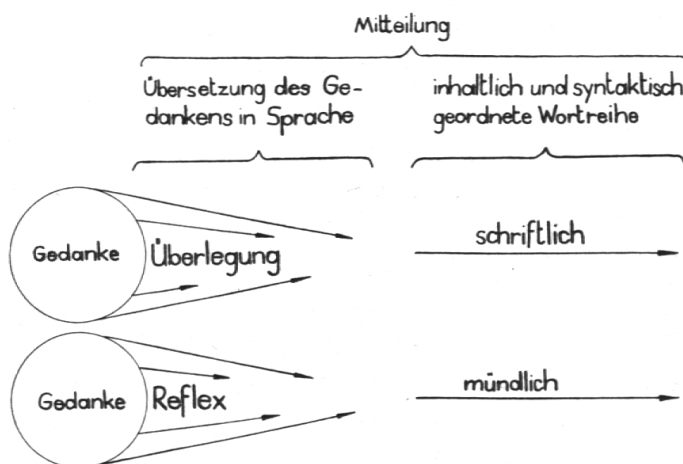 Mitteilung
Übersetzung des Ge-
dankens in Sprache
inhaltlich und syntaktisch
geordnete Wortreihe
Gedanke
Überlegung
schriftlich
Gedanke
Reflex
mündlich